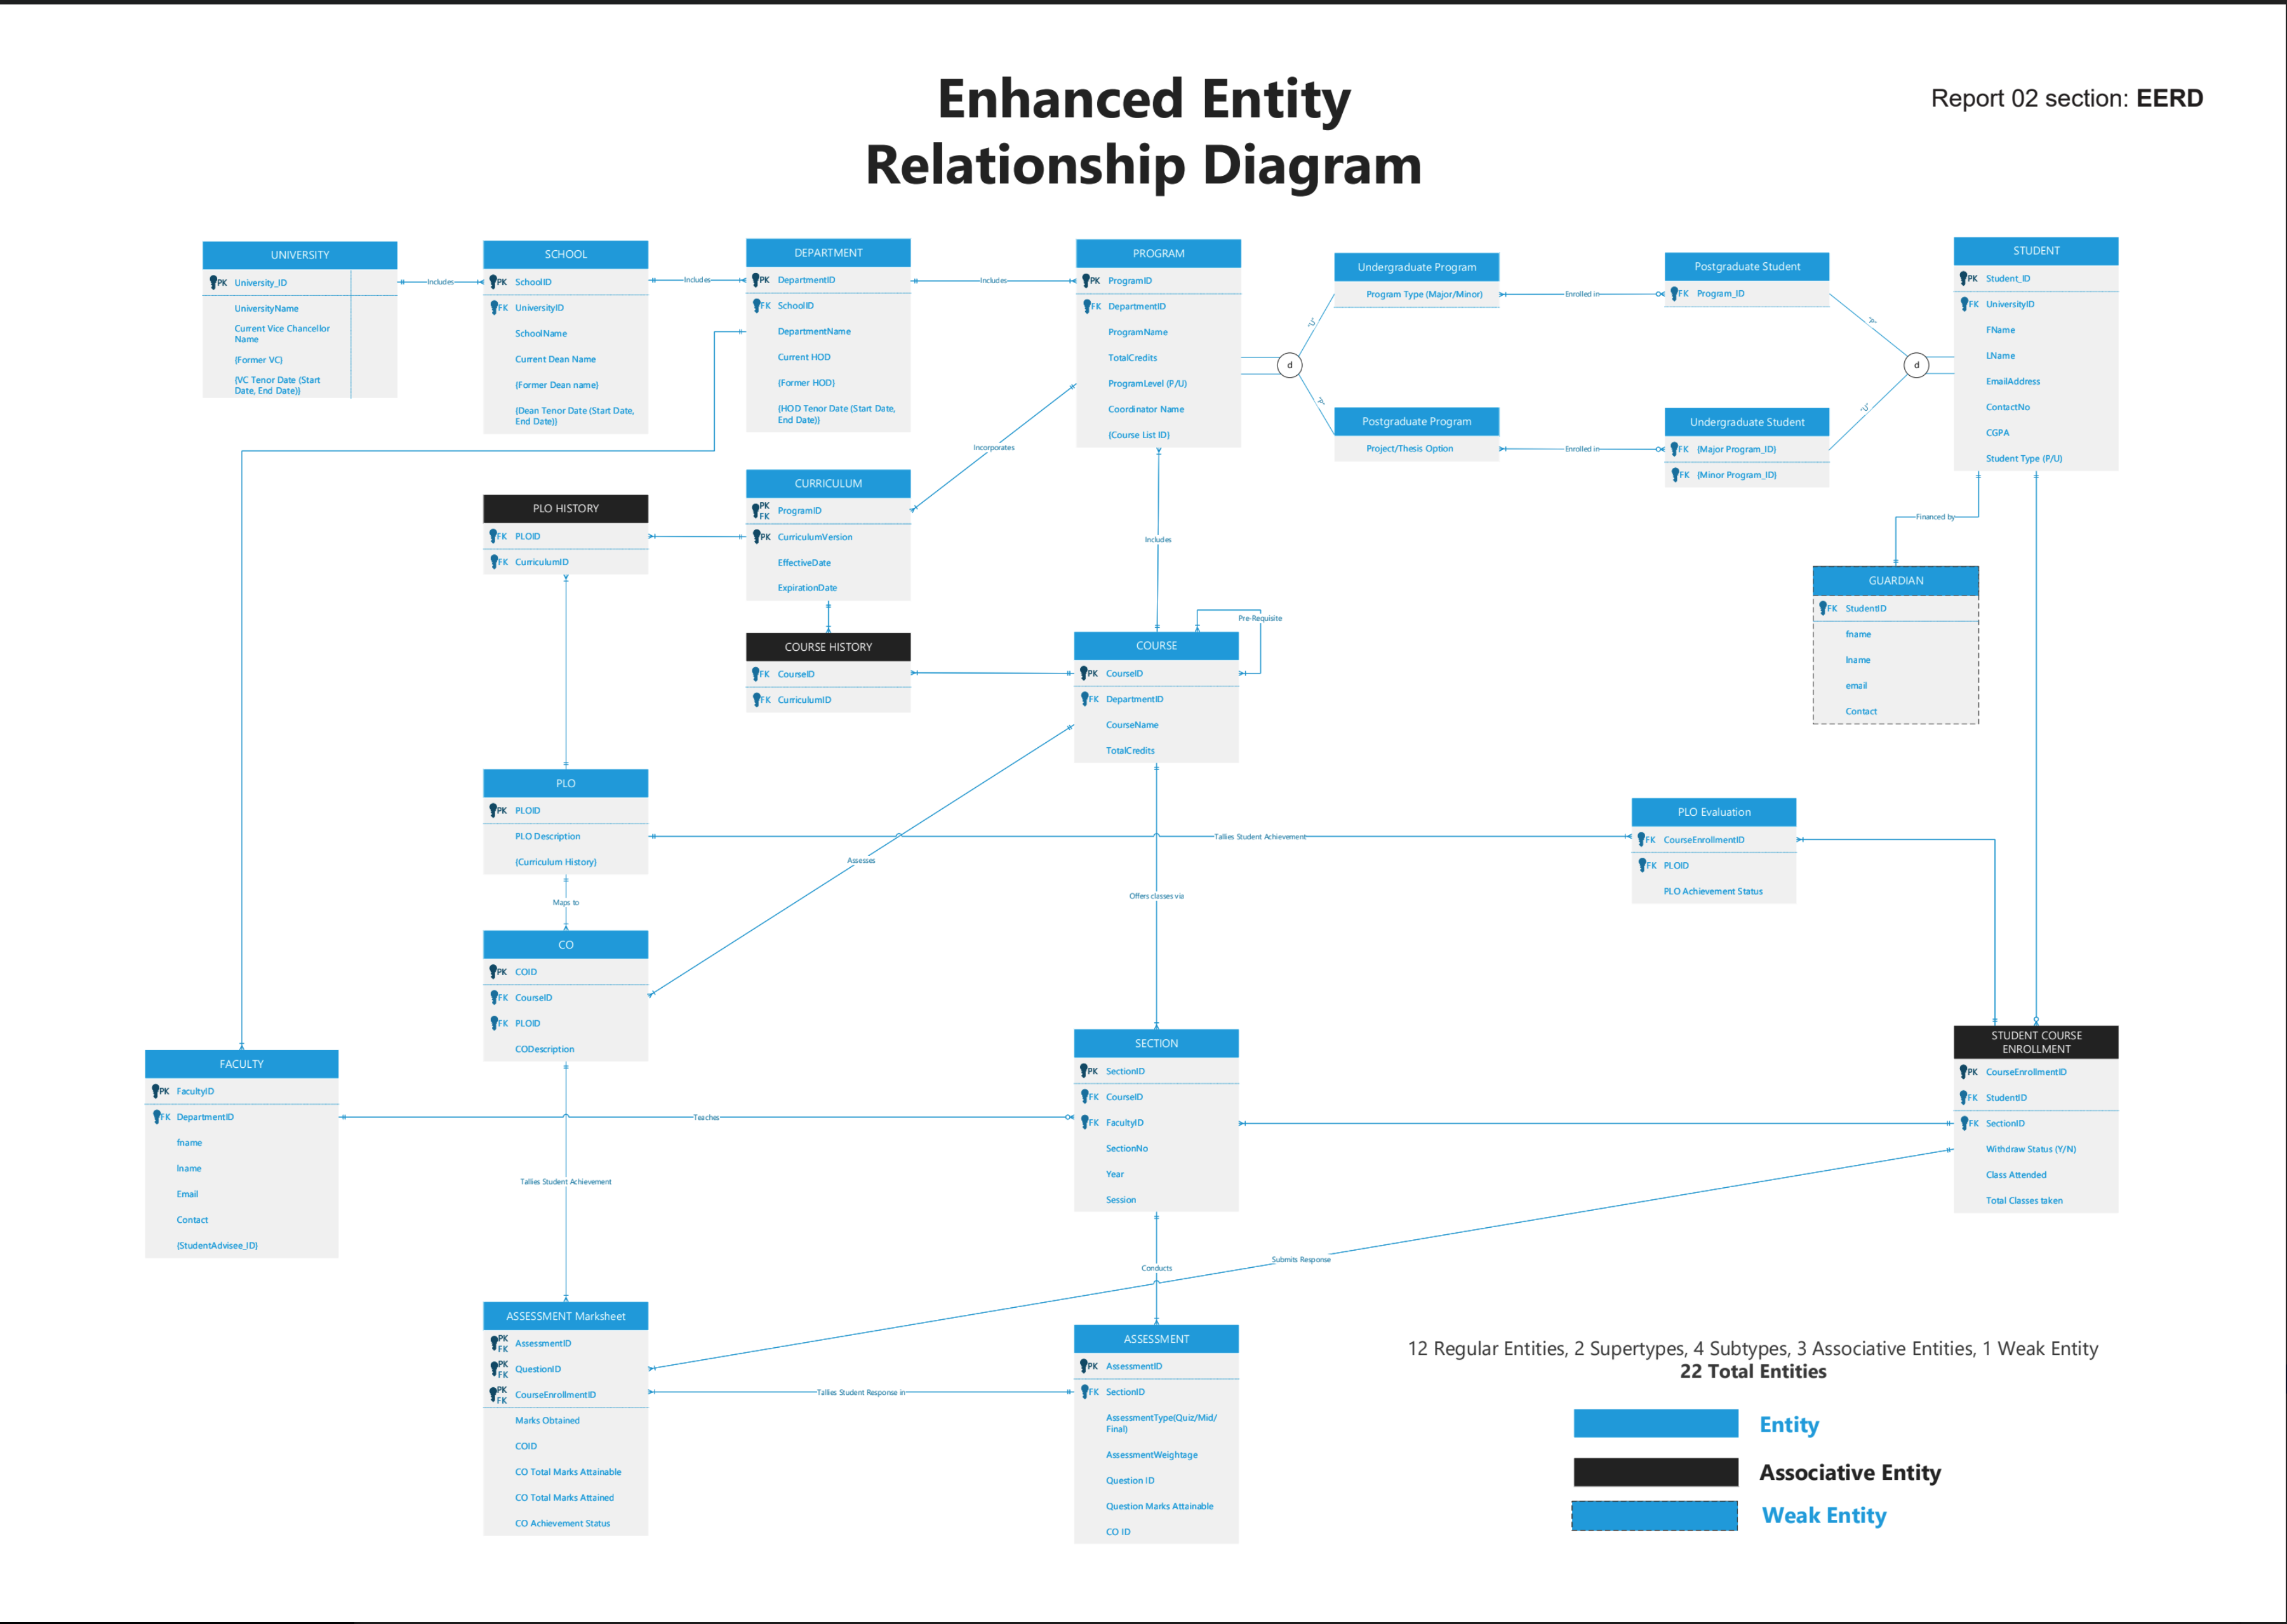 Enhanced Entity
Relationship Diagram
Report 02 section: EERD
UNIVERSITY
PK University_ID
UniversityName
Current Vice Chancellor
Name
{Former VC}
{VC Tenor Date (Start
Date, End Date)}
Includes
SCHOOL
PK SchoolID
FK UniversityID
SchoolName
Current Dean Name
{Former Dean name}
{Dean Tenor Date (Start Date,
End Date)}
Includes
DEPARTMENT
PK DepartmentID
FK SchoolID
DepartmentName
Current HOD
{Former HOD}
{HOD Tenor Date (Start Date,
End Date)}
Includes
PROGRAM
PK ProgramID
FK DepartmentID
ProgramName
TotalCredits
ProgramLevel (P/U)
Coordinator Name
{Course List ID}
d
"U"
"P"
Undergraduate Program
Program Type (Major/Minor)
Enrolled in
Postgraduate Student
FK Program_ID
Postgraduate Program
Project/Thesis Option
Enrolled in
Undergraduate Student
FK {Major Program_ID}
FK {Minor Program_ID}
"P"
"U"
d
STUDENT
PK Student_ID
FK UniversityID
FName
LName
EmailAddress
ContactNo
CGPA
Student Type (P/U)
Incorporates
PLO HISTORY
FK PLOID
FK CurriculumID
CURRICULUM
PK
FK ProgramID
PK CurriculumVersion
EffectiveDate
ExpirationDate
Includes
Financed by
GUARDIAN
FK StudentID
fname
lname
email
Contact
COURSE HISTORY
FK CourseID
FK CurriculumID
Pre-Requisite
COURSE
PK CourseID
FK DepartmentID
CourseName
TotalCredits
PLO
PK PLOID
PLO Description
{Curriculum History}
Tallies Student Achievement
PLO Evaluation
FK CourseEnrollmentID
FK PLOID
PLO Achievement Status
Assesses
Maps to
Offers classes via
CO
PK COID
FK CourseID
FK PLOID
CODescription
FACULTY
PK FacultyID
FK DepartmentID
fname
lname
Email
Contact
{StudentAdvisee_ID}
Teaches
SECTION
PK SectionID
FK CourseID
FK FacultyID
SectionNo
Year
Session
STUDENT COURSE
ENROLLMENT
PK CourseEnrollmentID
FK StudentID
FK SectionID
Withdraw Status (Y/N)
Class Attended
Total Classes taken
Tallies Student Achievement
Submits Response
Conducts
ASSESSMENT Marksheet
PK
FK AssessmentID
PK
FK QuestionID
PK
FK CourseEnrollmentID
Marks Obtained
COID
CO Total Marks Attainable
CO Total Marks Attained
CO Achievement Status
Tallies Student Response in
ASSESSMENT
PK AssessmentID
FK SectionID
AssessmentType(Quiz/Mid/
Final)
AssessmentWeightage
Question ID
Question Marks Attainable
CO ID
12 Regular Entities, 2 Supertypes, 4 Subtypes, 3 Associative Entities, 1 Weak Entity
22 Total Entities
Entity
Associative Entity
Weak Entity